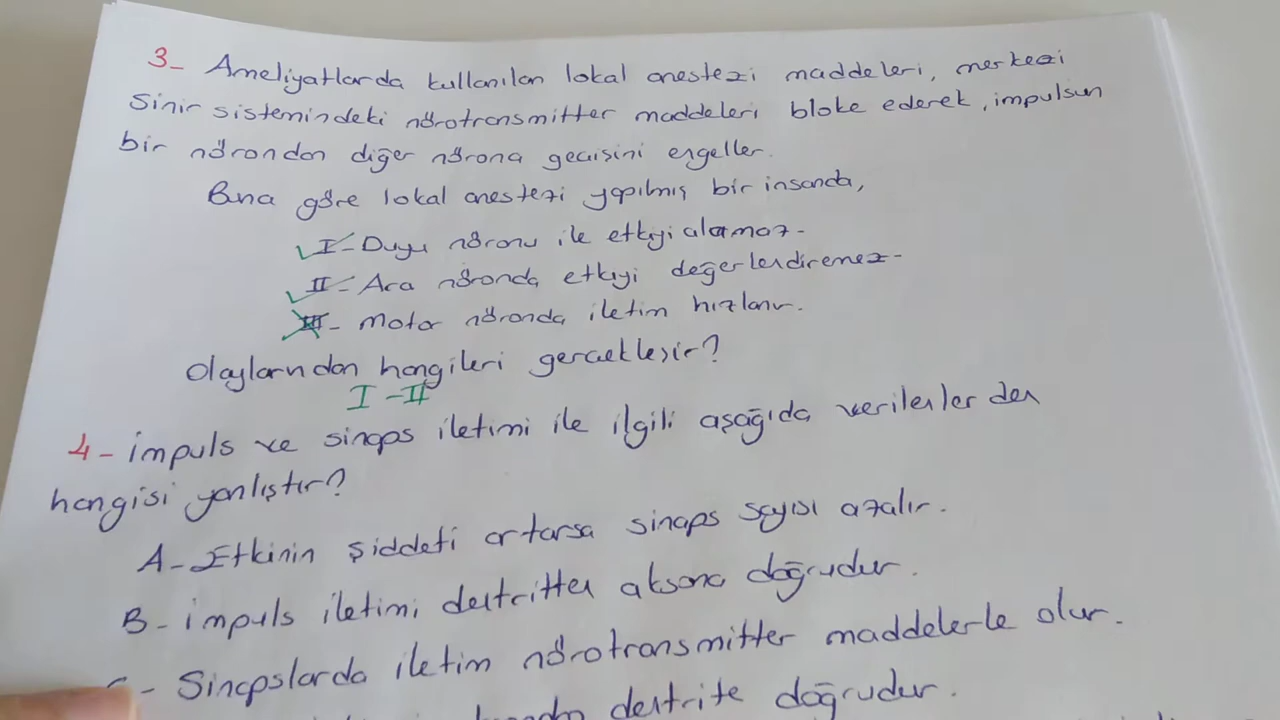 3- Ameliyatlarda kullanılan lokal anestezi maddeleri, merkezi
sinir sistemindeki nörotransmitter maddeleri bloke ederek, impulsun
bir nörondan diğer nörona geçişini engeller.
Buna göre lokal anestezi yapılmış bir insanda,
I- Duyu nöronu ile etkiyi alamaz-
II- Ara nöronda etkiyi değerlendiremez-
III- Motor nöronda iletim hızlanır.
Olaylarından hangileri gerçekleşir?
I-II
4- İmpuls ve sinaps iletimi ile ilgili aşağıda verilenlerden
hangisi yanlıştır?
A- Etkinin şiddeti artarsa sinaps sayısı azalır.
B- İmpuls iletimi dentritten aksona doğrudur.
- Sinapslarda iletim nörotransmitter maddelerle olur.
dentrite doğrudur.